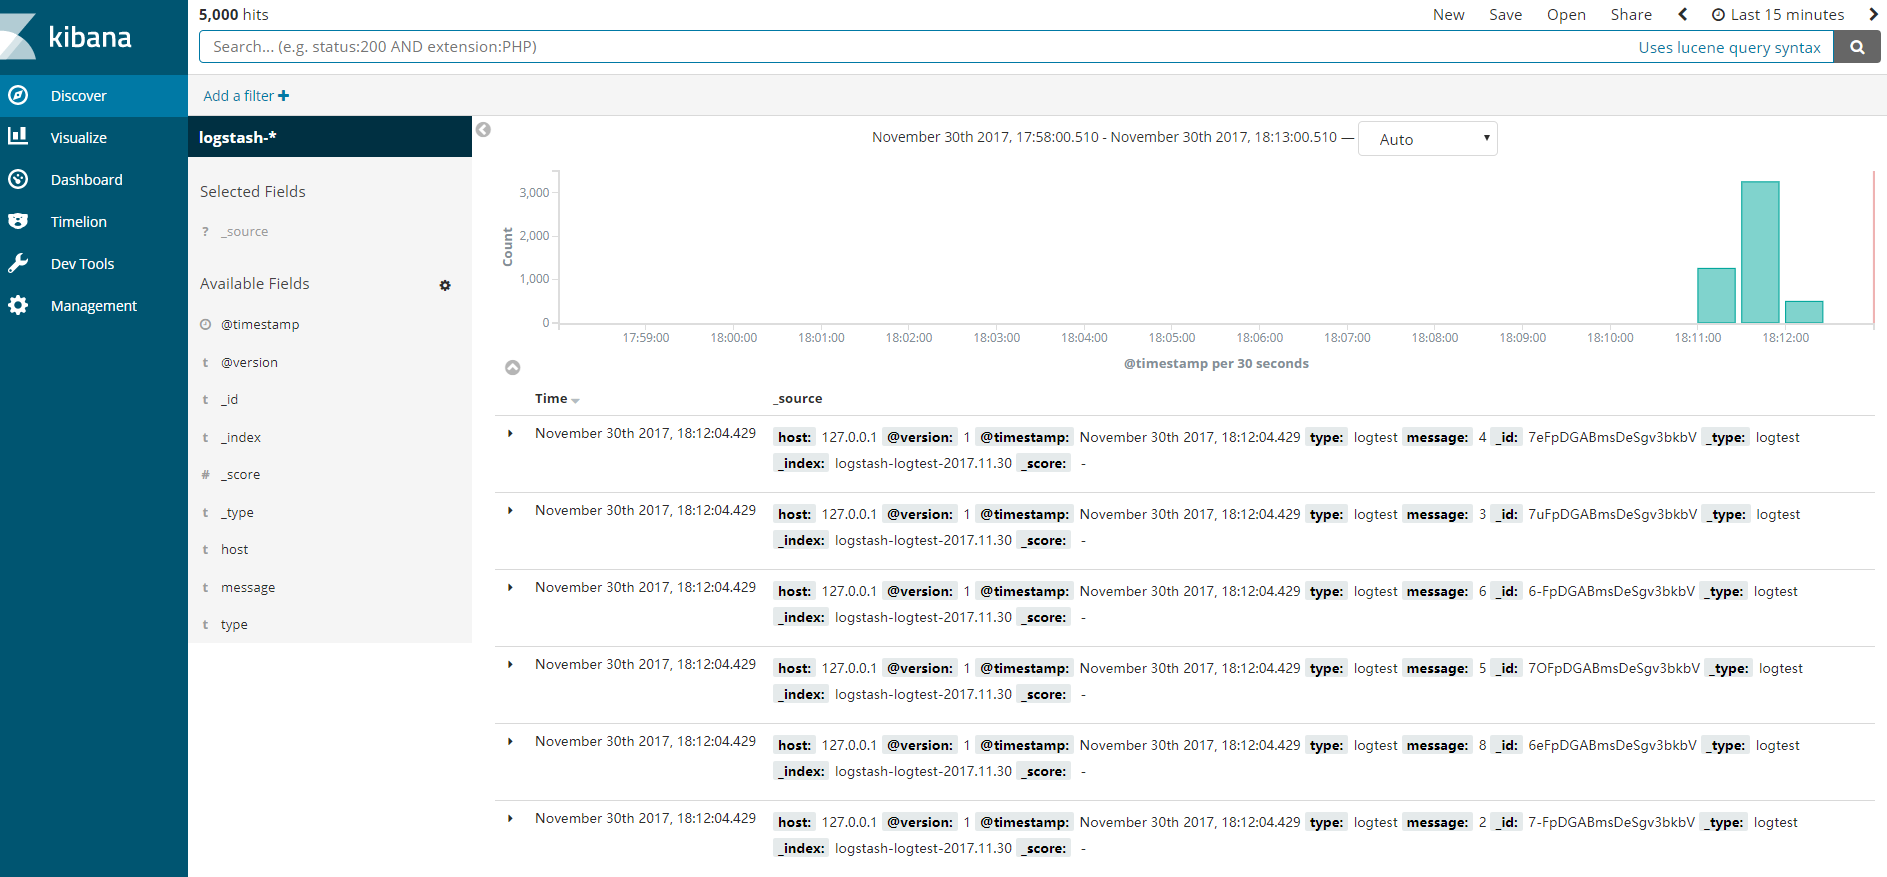 kibana
Discover
Visualize
Dashboard
Timelion
Dev Tools
Management
5,000 hits
New Save Open Share Last 15 minutes
Search... (e.g. status:200 AND extension:PHP) Uses lucene query syntax
Add a filter
logstash-*
Selected Fields
? _source
Available Fields
@timestamp
t @version
t _id
t _index
# _score
t _type
t host
t message
t type
November 30th 2017, 17:58:00.510 - November 30th 2017, 18:13:00.510 — Auto
Count
3,000
2,000
1,000
0
17:59:00 18:00:00 18:01:00 18:02:00 18:03:00 18:04:00 18:05:00 18:06:00 18:07:00 18:08:00 18:09:00 18:10:00 18:11:00 18:12:00
@timestamp per 30 seconds
Time _source
November 30th 2017, 18:12:04.429 host: 127.0.0.1 @version: 1 @timestamp: November 30th 2017, 18:12:04.429 type: logtest message: 4 _id: 7eFpDGABmsDeSgv3bkbV _type: logtest
_index: logstash-logtest-2017.11.30 _score: -
November 30th 2017, 18:12:04.429 host: 127.0.0.1 @version: 1 @timestamp: November 30th 2017, 18:12:04.429 type: logtest message: 3 _id: 7uFpDGABmsDeSgv3bkbV _type: logtest
_index: logstash-logtest-2017.11.30 _score: -
November 30th 2017, 18:12:04.429 host: 127.0.0.1 @version: 1 @timestamp: November 30th 2017, 18:12:04.429 type: logtest message: 6 _id: 6-FpDGABmsDeSgv3bkbV _type: logtest
_index: logstash-logtest-2017.11.30 _score: -
November 30th 2017, 18:12:04.429 host: 127.0.0.1 @version: 1 @timestamp: November 30th 2017, 18:12:04.429 type: logtest message: 5 _id: 7OFpDGABmsDeSgv3bkbV _type: logtest
_index: logstash-logtest-2017.11.30 _score: -
November 30th 2017, 18:12:04.429 host: 127.0.0.1 @version: 1 @timestamp: November 30th 2017, 18:12:04.429 type: logtest message: 8 _id: 6eFpDGABmsDeSgv3bkbV _type: logtest
_index: logstash-logtest-2017.11.30 _score: -
November 30th 2017, 18:12:04.429 host: 127.0.0.1 @version: 1 @timestamp: November 30th 2017, 18:12:04.429 type: logtest message: 2 _id: 7-FpDGABmsDeSgv3bkbV _type: logtest
_index: logstash-logtest-2017.11.30 _score: -